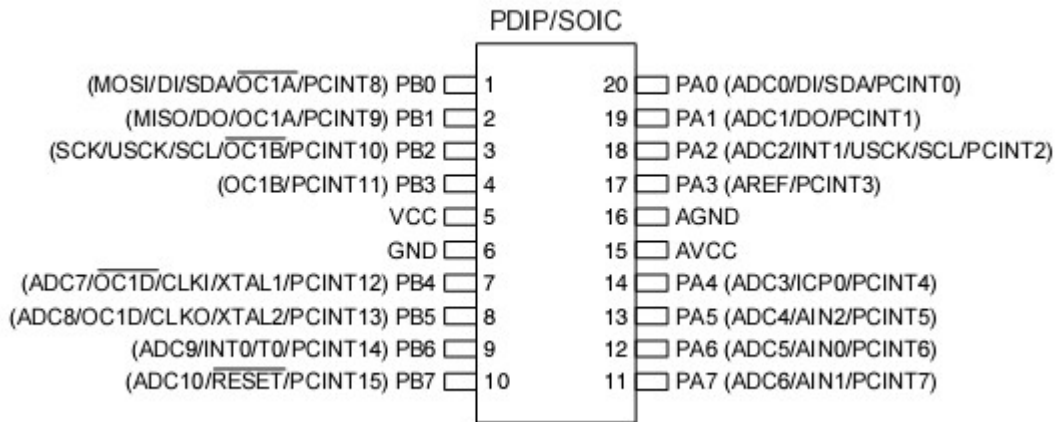 PDIP/SOIC
(MOSI/DI/SDA/OC1A/PCINT8) PB0 1 20 PA0 (ADC0/DI/SDA/PCINT0)
(MISO/DO/OC1A/PCINT9) PB1 2 19 PA1 (ADC1/DO/PCINT1)
(SCK/USCK/SCL/OC1B/PCINT10) PB2 3 18 PA2 (ADC2/INT1/USCK/SCL/PCINT2)
(OC1B/PCINT11) PB3 4 17 PA3 (AREF/PCINT3)
VCC 5 16 AGND
GND 6 15 AVCC
(ADC7/OC1D/CLKI/XTAL1/PCINT12) PB4 7 14 PA4 (ADC3/ICP0/PCINT4)
(ADC8/OC1D/CLKO/XTAL2/PCINT13) PB5 8 13 PA5 (ADC4/AIN2/PCINT5)
(ADC9/INT0/T0/PCINT14) PB6 9 12 PA6 (ADC5/AIN0/PCINT6)
(ADC10/RESET/PCINT15) PB7 10 11 PA7 (ADC6/AIN1/PCINT7)